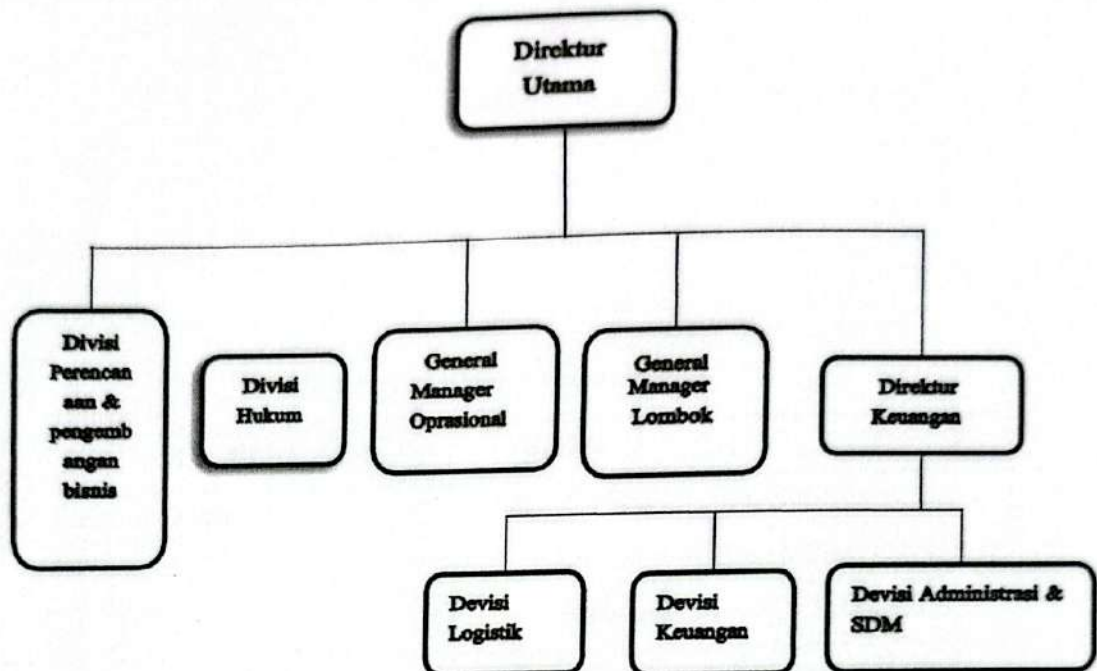 Direktur
Utama
Divisi
Perencan
aan &
pengemb
angan
bisnis
Divisi
Hukum
General
Manager
Oprasional
General
Manager
Lombok
Direktur
Keuangan
Devisi
Logistik
Devisi
Keuangan
Devisi Administrasi &
SDM